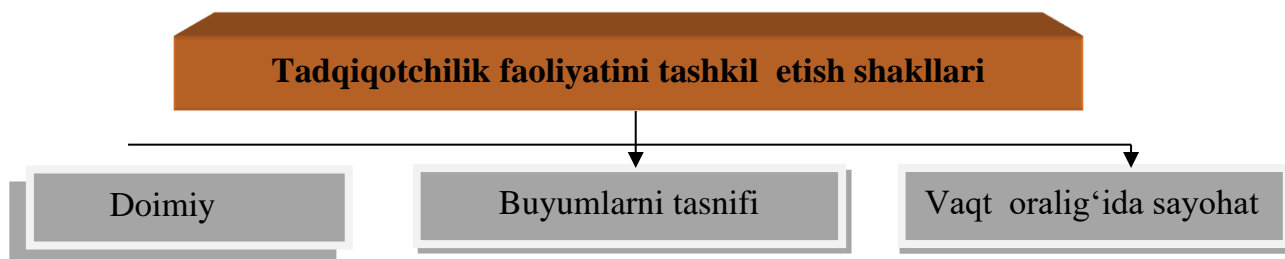 Tadqiqotchilik faoliyatini tashkil etish shakllari
Doimiy
Buyumlarni tasnifi
Vaqt oralig‘ida sayohat